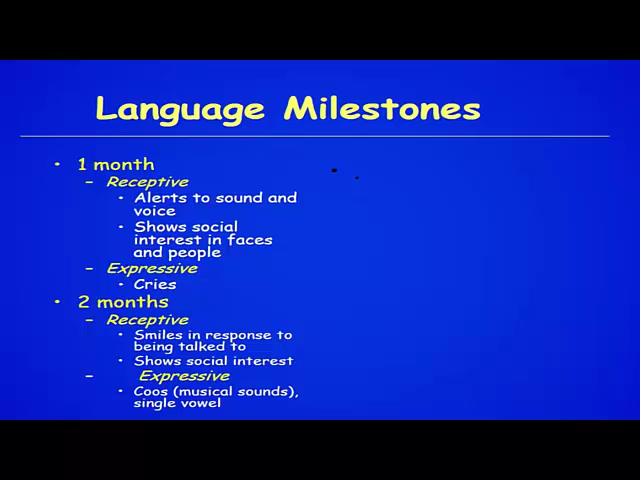 Language Milestones
• 1 month
– Receptive
• Alerts to sound and
voice
• Shows social
interest in faces
and people
– Expressive
• Cries
• 2 months
– Receptive
• Smiles in response to
being talked to
• Shows social interest
– Expressive
• Coos (musical sounds),
single vowel